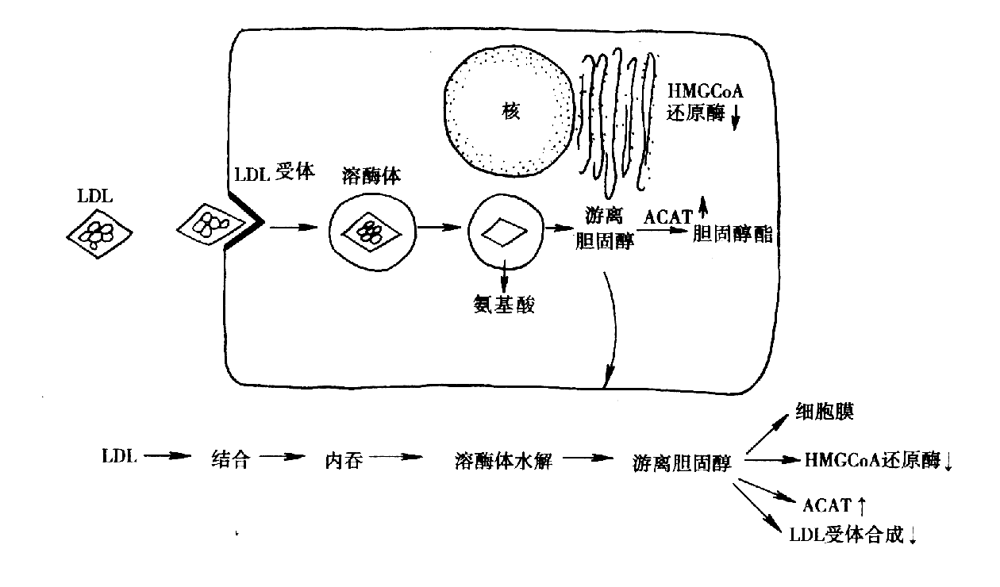 HMGCoA
还原酶↓
核
LDL 受体
溶酶体
LDL
游离
胆固醇
ACAT↑
胆固醇酯
氨基酸
LDL → 结合 → 内吞 → 溶酶体水解 → 游离胆固醇
细胞膜
HMGCoA还原酶↓
ACAT↑
LDL受体合成↓